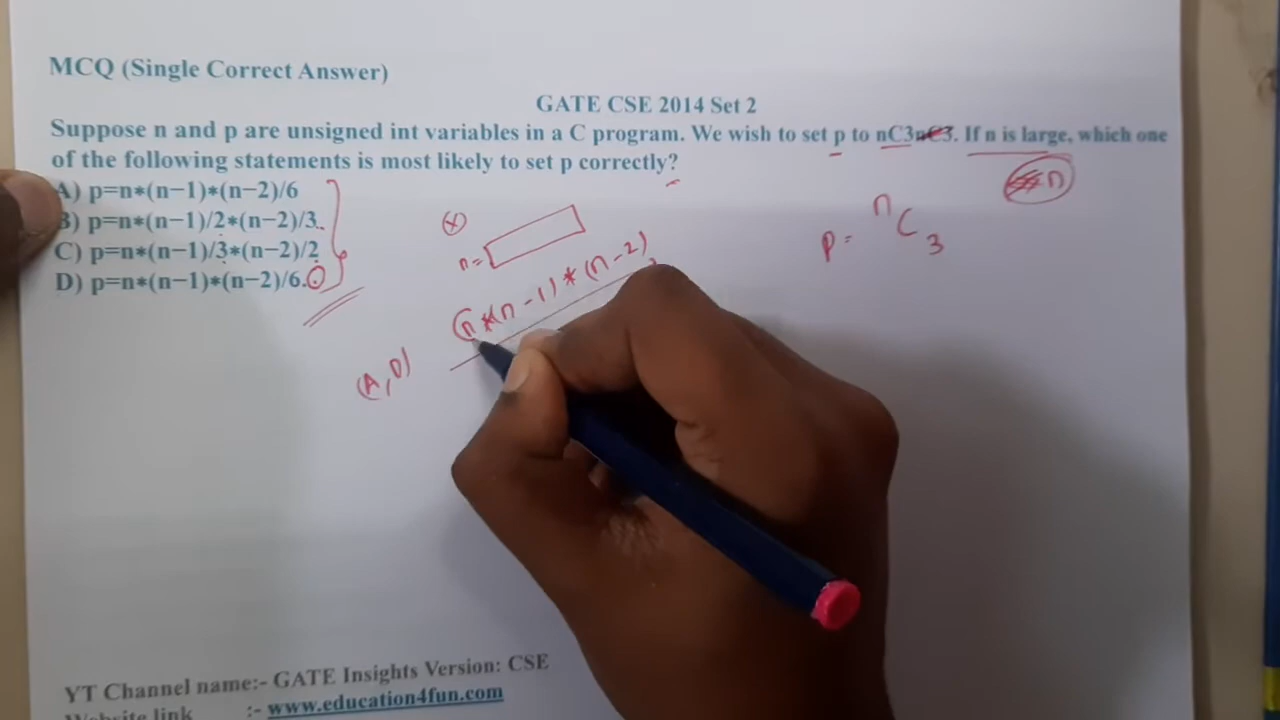 MCQ (Single Correct Answer)
GATE CSE 2014 Set 2
Suppose n and p are unsigned int variables in a C program. We wish to set p to nC3nC3. If n is large, which one
of the following statements is most likely to set p correctly?
A) p=n∗(n−1)∗(n−2)/6
B) p=n∗(n−1)/2∗(n−2)/3.
C) p=n∗(n−1)/3∗(n−2)/2
D) p=n∗(n−1)∗(n−2)/6.0
n
p = nC3
n =
(n*(n-1)*(n-2)
(A, D)
YT Channel name:- GATE Insights Version: CSE
Website link :- www.education4fun.com